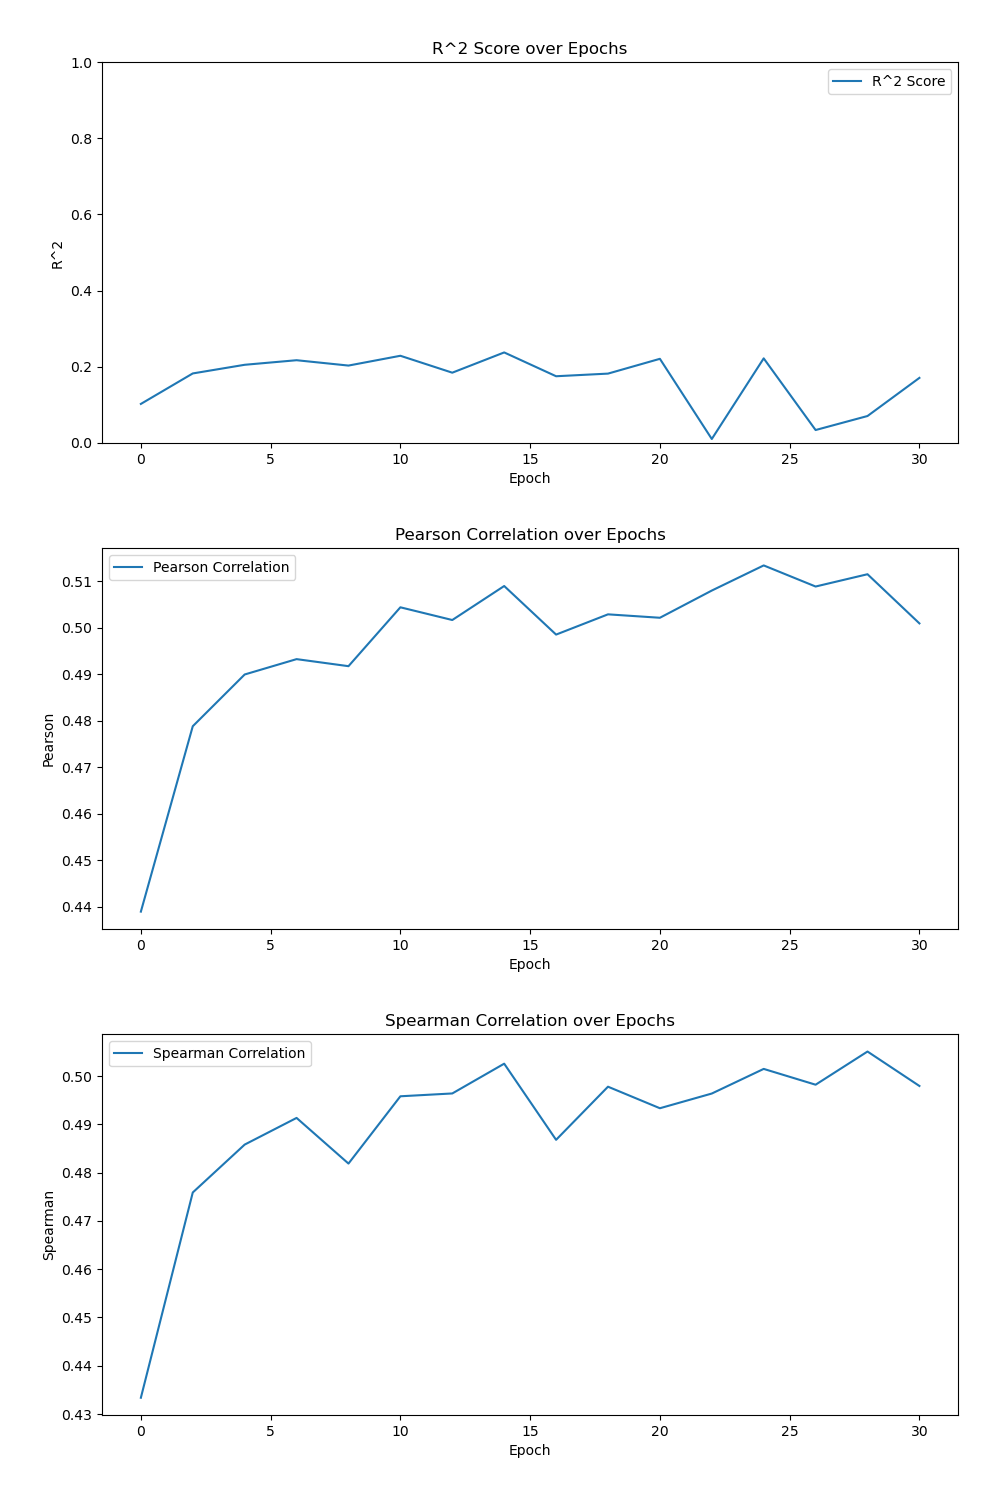 R^2 Score over Epochs
R^2 Score
1.0
0.8
0.6
0.4
0.2
0.0
R^2
0 5 10 15 20 25 30
Epoch
Pearson Correlation over Epochs
Pearson Correlation
0.51
0.50
0.49
0.48
0.47
0.46
0.45
0.44
Pearson
0 5 10 15 20 25 30
Epoch
Spearman Correlation over Epochs
Spearman Correlation
0.50
0.49
0.48
0.47
0.46
0.45
0.44
0.43
Spearman
0 5 10 15 20 25 30
Epoch